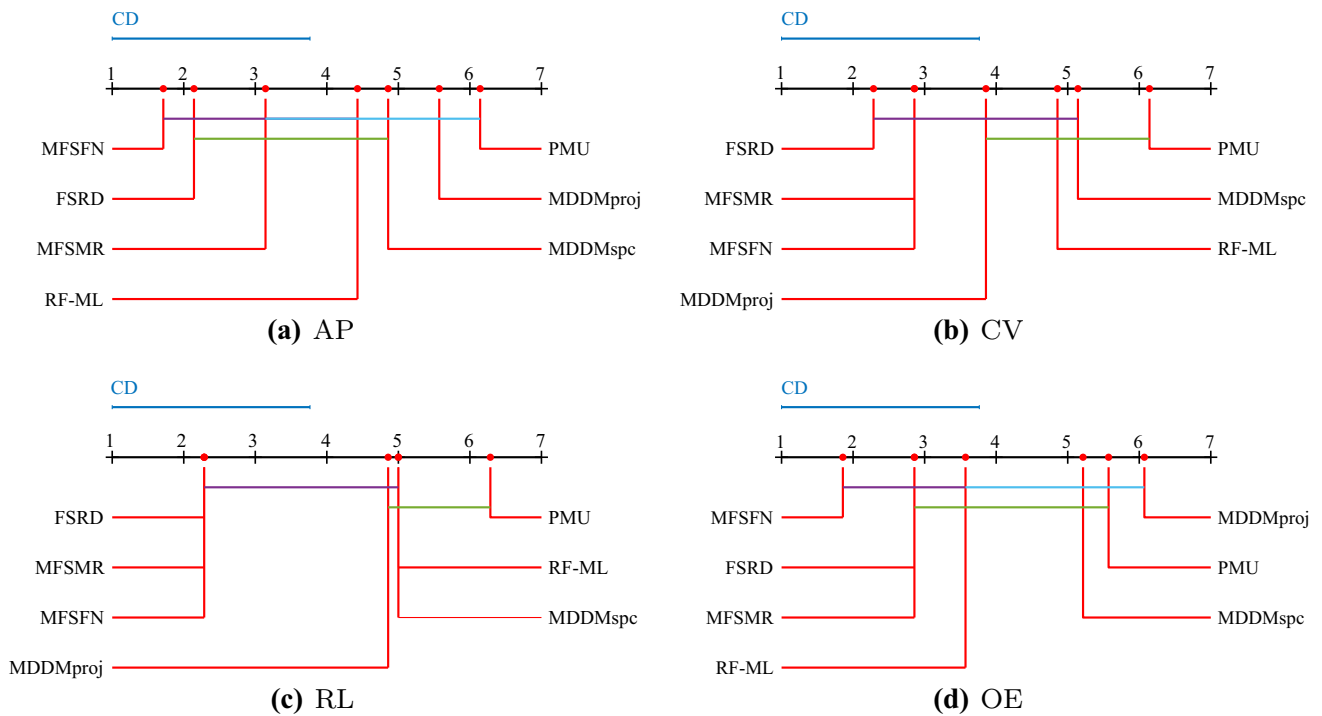 CD
1 2 3 4 5 6 7
MFSFN PMU
FSRD MDDMproj
MFSMR MDDMspc
RF-ML
(a) AP
CD
1 2 3 4 5 6 7
FSRD PMU
MFSMR MDDMspc
MFSFN RF-ML
MDDMproj
(b) CV
CD
1 2 3 4 5 6 7
FSRD PMU
MFSMR RF-ML
MFSFN MDDMspc
MDDMproj
(c) RL
CD
1 2 3 4 5 6 7
MFSFN MDDMproj
FSRD PMU
MFSMR MDDMspc
RF-ML
(d) OE